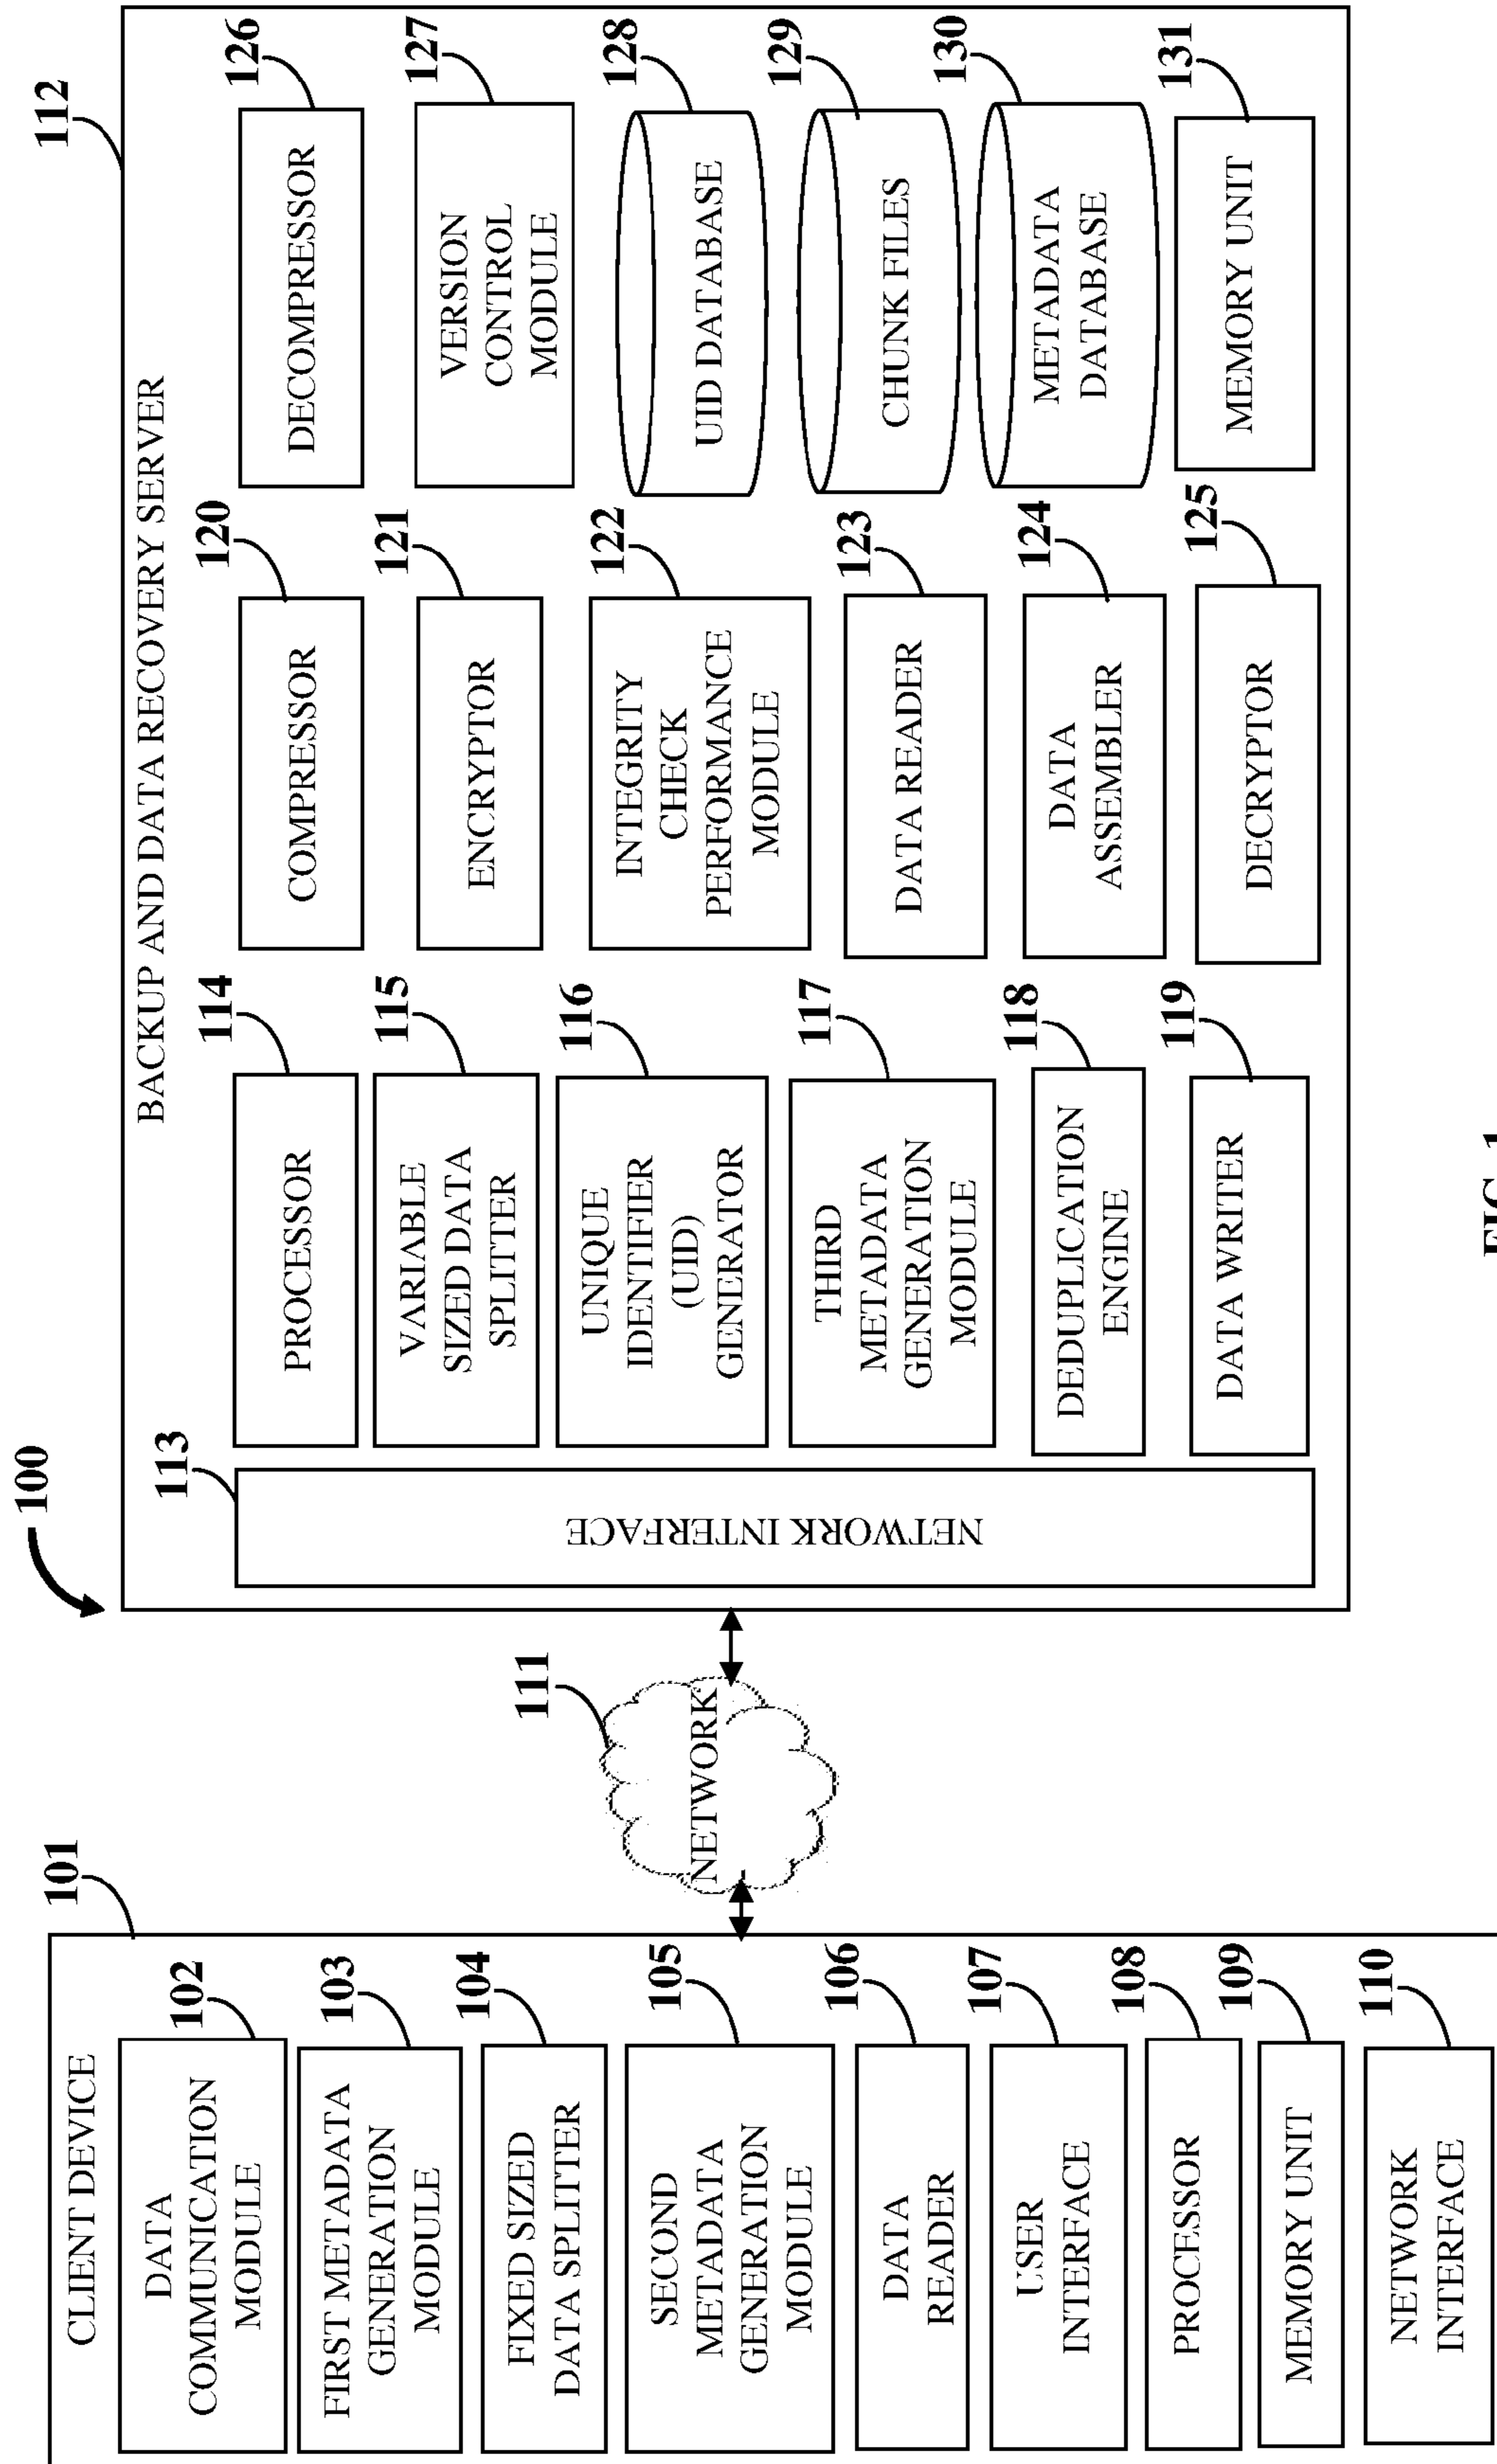 100
101
CLIENT DEVICE
102
DATA
COMMUNICATION
MODULE
103
FIRST METADATA
GENERATION
MODULE
104
FIXED SIZED
DATA SPLITTER
105
SECOND
METADATA
GENERATION
MODULE
106
DATA
READER
107
USER
INTERFACE
108
PROCESSOR
109
MEMORY UNIT
110
NETWORK
INTERFACE
111
NETWORK
112
BACKUP AND DATA RECOVERY SERVER
113
NETWORK INTERFACE
114
PROCESSOR
115
VARIABLE
SIZED DATA
SPLITTER
116
UNIQUE
IDENTIFIER
(UID)
GENERATOR
117
THIRD
METADATA
GENERATION
MODULE
118
DEDUPLICATION
ENGINE
119
DATA WRITER
120
COMPRESSOR
121
ENCRYPTOR
122
INTEGRITY
CHECK
PERFORMANCE
MODULE
123
DATA READER
124
DATA
ASSEMBLER
125
DECRYPTOR
126
DECOMPRESSOR
127
VERSION
CONTROL
MODULE
128
UID DATABASE
129
CHUNK FILES
130
METADATA
DATABASE
131
MEMORY UNIT
FIG. 1